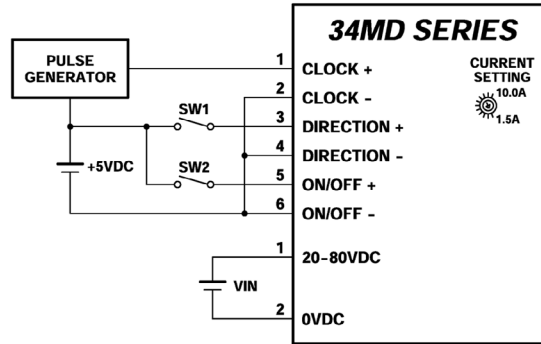 34MD SERIES
PULSE
GENERATOR
1 CLOCK +
2 CLOCK -
SW1
3 DIRECTION +
4 DIRECTION -
+5VDC
SW2
5 ON/OFF +
6 ON/OFF -
CURRENT
SETTING
10.0A
1.5A
1 20-80VDC
VIN
2 0VDC